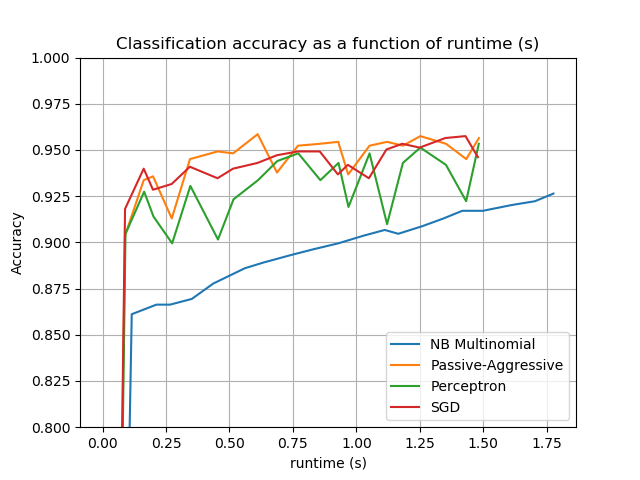 Classification accuracy as a function of runtime (s)
1.000
0.975
0.950
0.925
0.900
0.875
0.850
0.825
0.800
Accuracy
NB Multinomial
Passive-Aggressive
Perceptron
SGD
0.00 0.25 0.50 0.75 1.00 1.25 1.50 1.75
runtime (s)